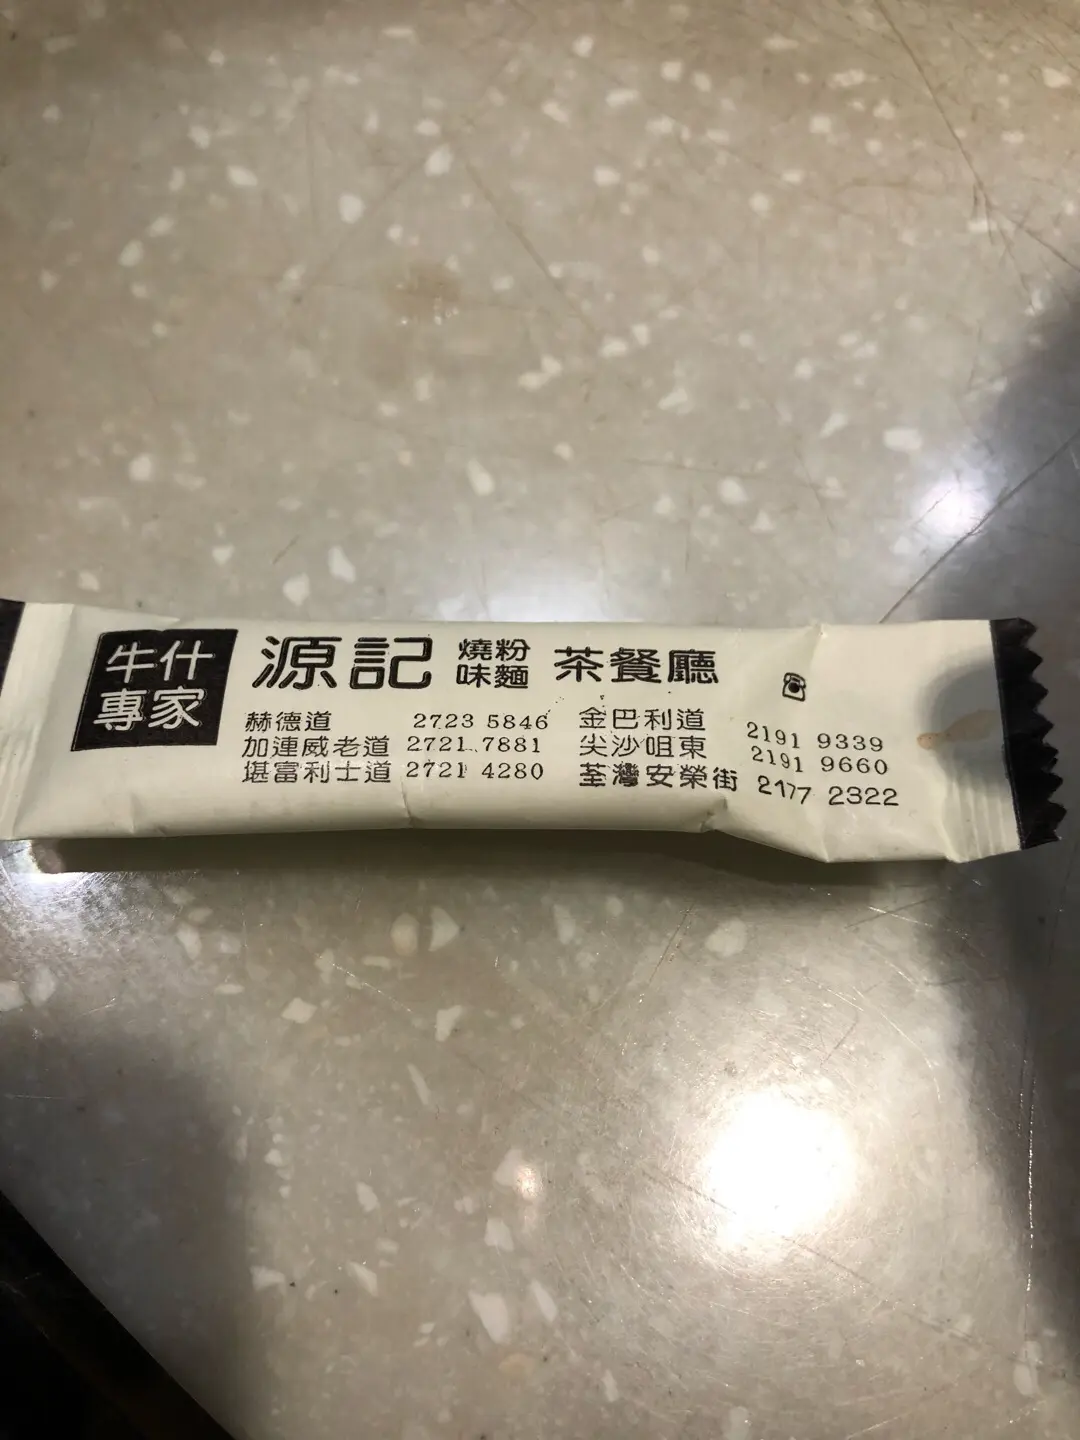 牛什
專家
源記 燒味 粉麵 茶餐廳
赫德道 2723 5846
加連威老道 2721 7881
堪富利士道 2721 4280
金巴利道 2191 9339
尖沙咀東 2191 9660
荃灣安榮街 2177 2322